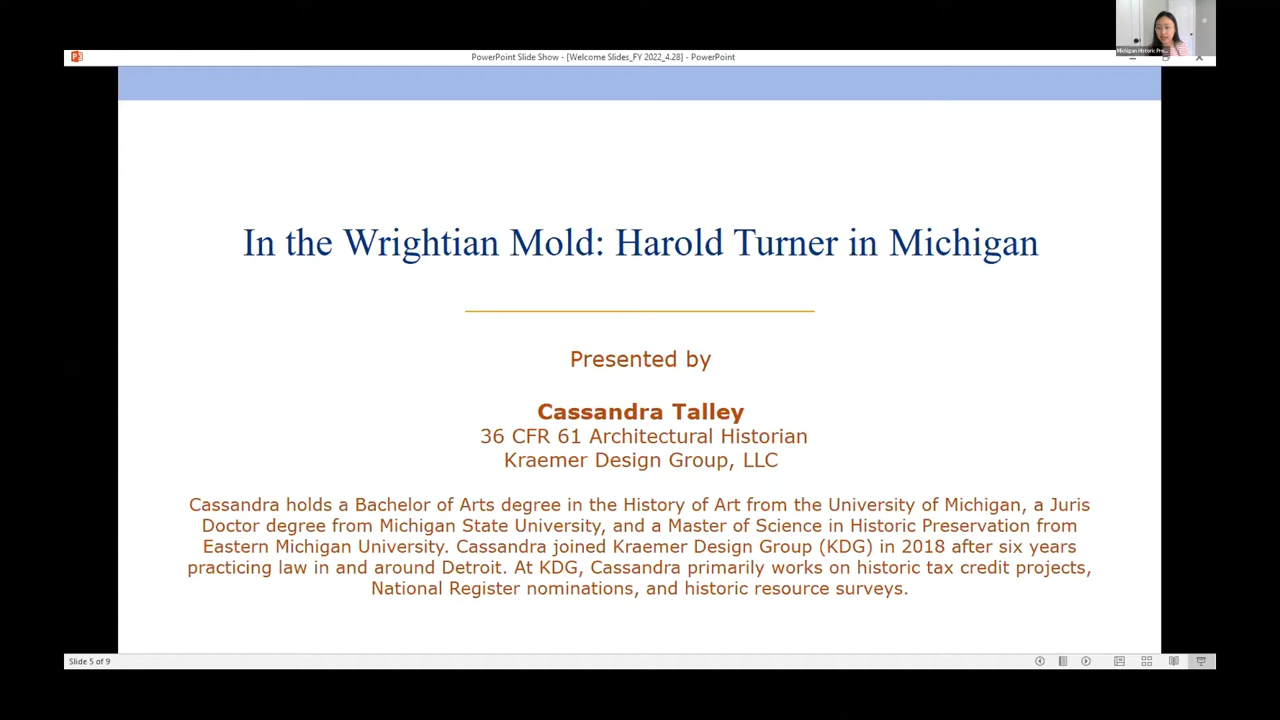 Michigan Historic Pre...
PowerPoint Slide Show - [Welcome Slides_FY 2022_4.28] - PowerPoint
In the Wrightian Mold: Harold Turner in Michigan
Presented by
Cassandra Talley
36 CFR 61 Architectural Historian
Kraemer Design Group, LLC
Cassandra holds a Bachelor of Arts degree in the History of Art from the University of Michigan, a Juris
Doctor degree from Michigan State University, and a Master of Science in Historic Preservation from
Eastern Michigan University. Cassandra joined Kraemer Design Group (KDG) in 2018 after six years
practicing law in and around Detroit. At KDG, Cassandra primarily works on historic tax credit projects,
National Register nominations, and historic resource surveys.
Slide 5 of 9